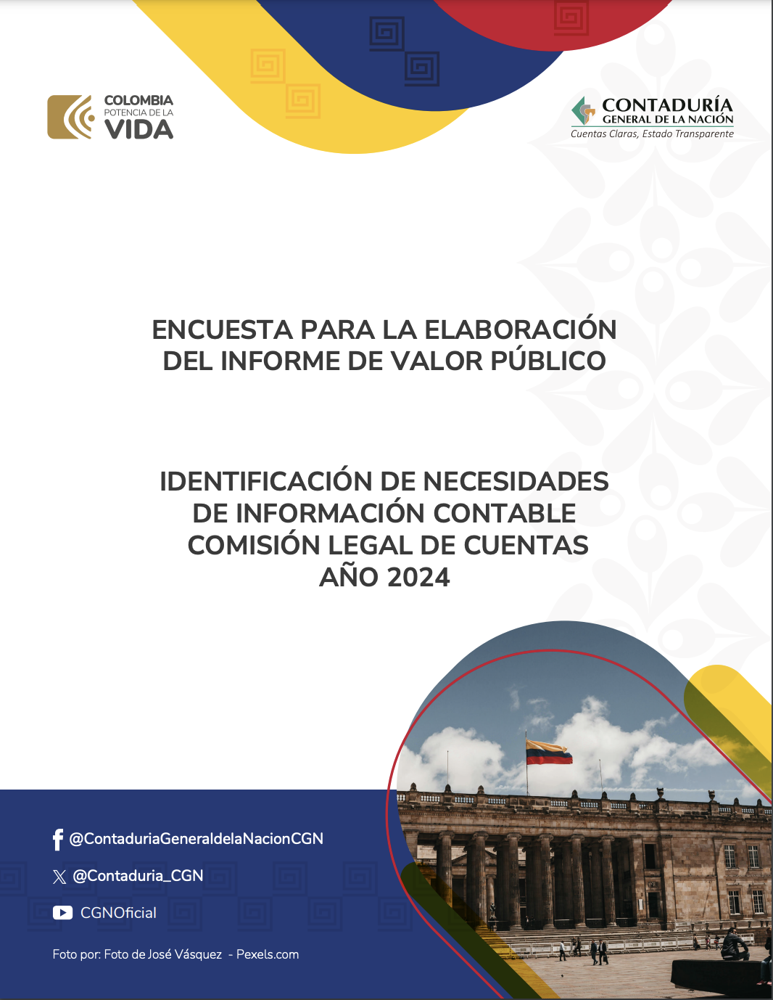 COLOMBIA
POTENCIA DE LA
VIDA
CONTADURÍA
GENERAL DE LA NACIÓN
Cuentas Claras, Estado Transparente
ENCUESTA PARA LA ELABORACIÓN
DEL INFORME DE VALOR PÚBLICO
IDENTIFICACIÓN DE NECESIDADES
DE INFORMACIÓN CONTABLE
COMISIÓN LEGAL DE CUENTAS
AÑO 2024
@ContaduriaGeneraldelaNacionCGN
@Contaduria_CGN
CGNOficial
Foto por: Foto de José Vásquez - Pexels.com